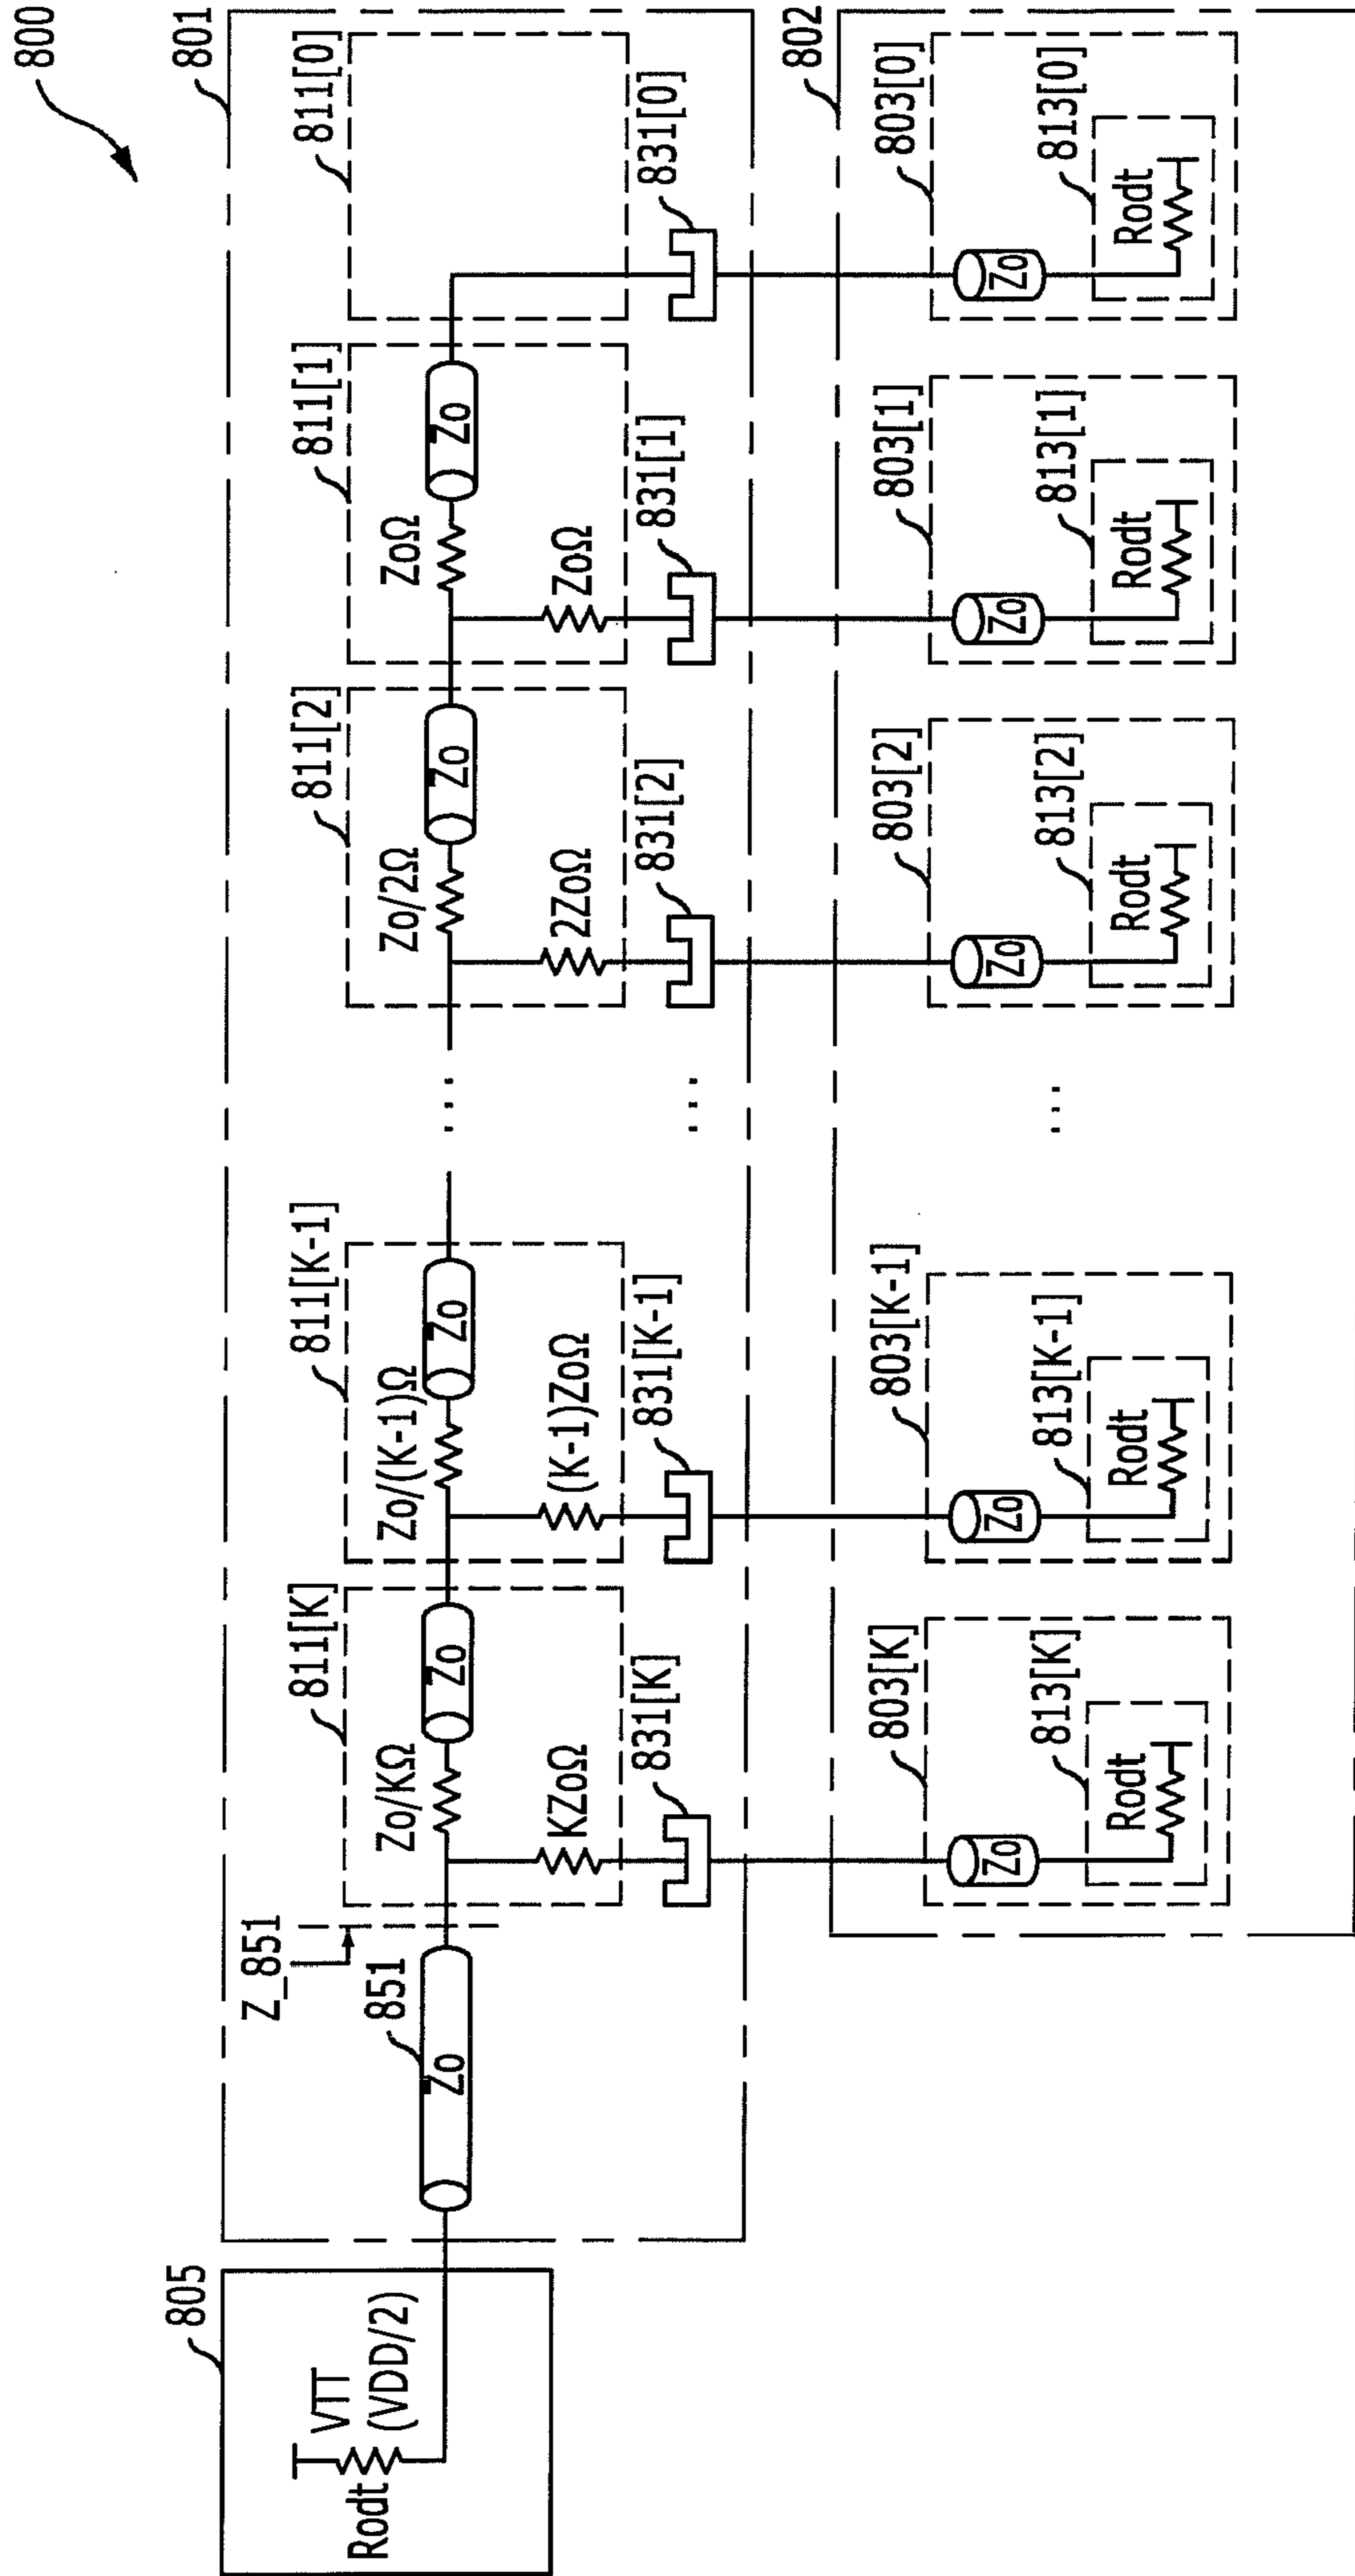 800
801
811[0]
811[1]
811[2]
811[K-1]
811[K]
Zo
ZoΩ
ZoΩ
Zo
Zo/2Ω
2ZoΩ
Zo
Zo/(K-1)Ω
(K-1)ZoΩ
Zo
Zo/KΩ
KZoΩ
Z_851
851
Zo
805
VTT
(VDD/2)
Rodt
831[0]
831[1]
831[2]
...
...
831[K-1]
831[K]
802
803[0]
Zo
813[0]
Rodt
803[1]
Zo
813[1]
Rodt
803[2]
Zo
813[2]
Rodt
...
803[K-1]
Zo
813[K-1]
Rodt
803[K]
Zo
813[K]
Rodt